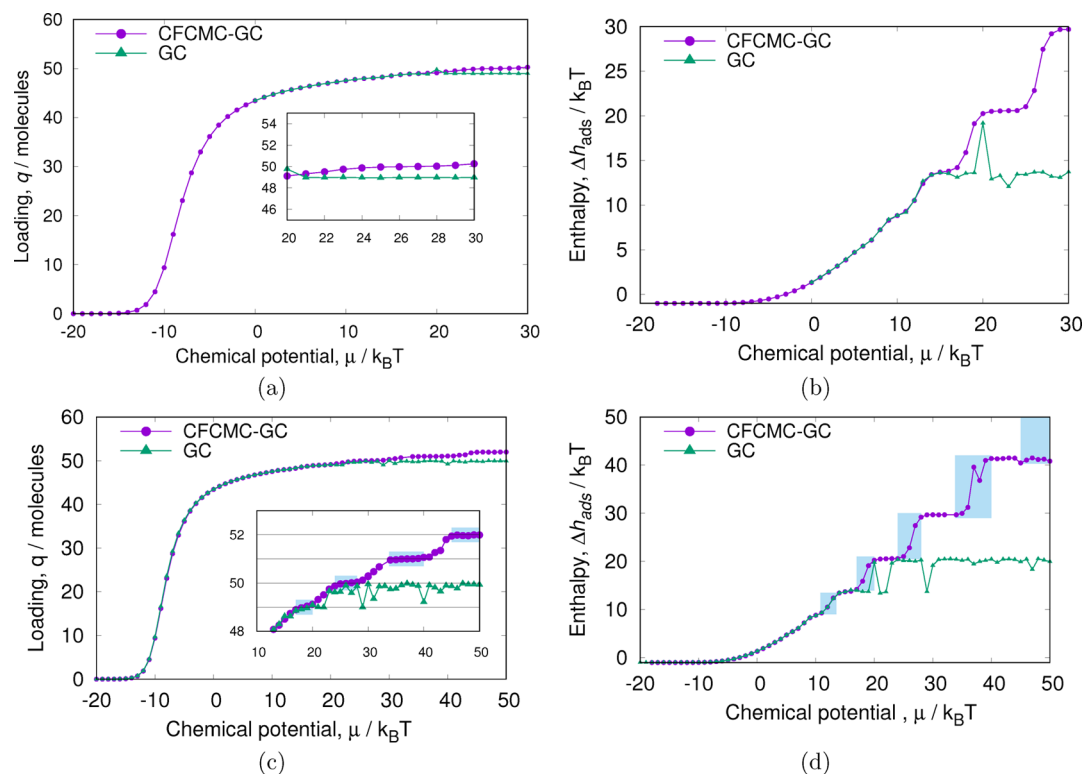 60
50
40
30
20
10
0
-20 -10 0 10 20 30
Loading, q / molecules
Chemical potential, μ / kBT
CFCMC-GC
GC
54
52
50
48
46
20 22 24 26 28 30
(a)
30
25
20
15
10
5
0
-20 -10 0 10 20 30
Enthalpy, Δhads / kBT
Chemical potential, μ / kBT
CFCMC-GC
GC
(b)
60
50
40
30
20
10
0
-20 -10 0 10 20 30 40 50
Loading, q / molecules
Chemical potential, μ / kBT
CFCMC-GC
GC
52
51
50
49
48
10 20 30 40 50
(c)
50
40
30
20
10
0
-20 -10 0 10 20 30 40 50
Enthalpy, Δhads / kBT
Chemical potential , μ / kBT
CFCMC-GC
GC
(d)